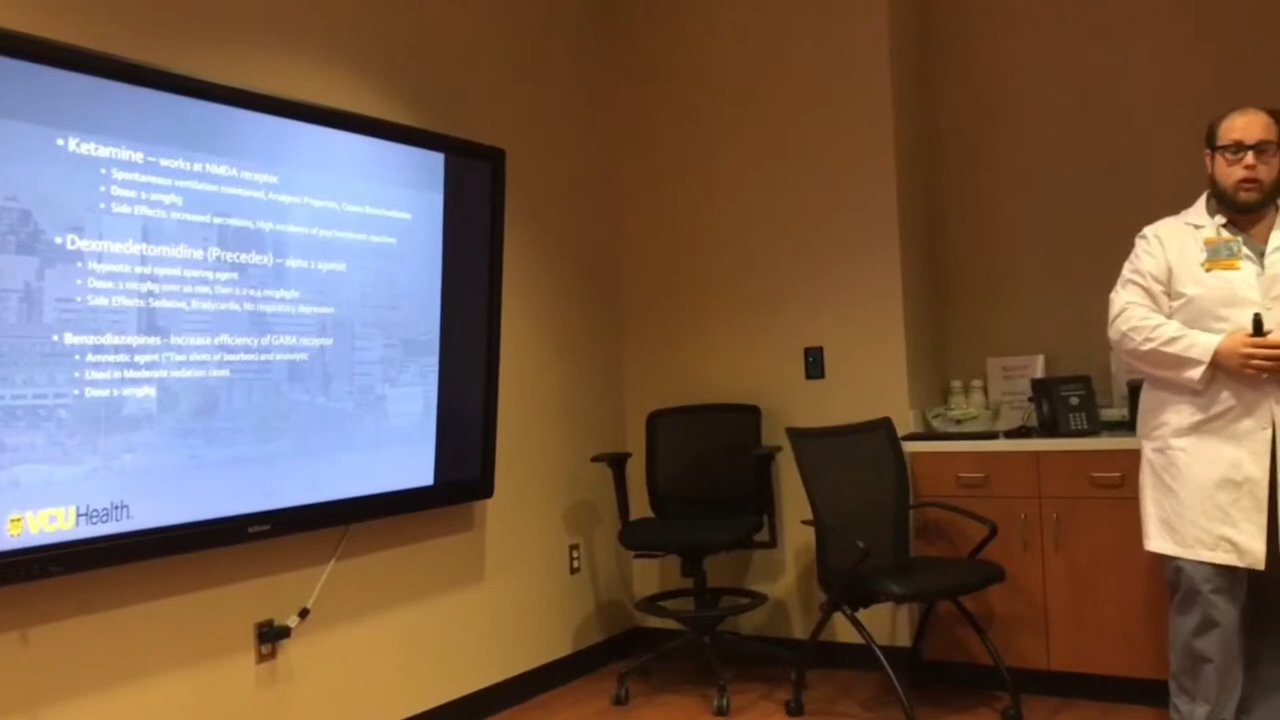 • Ketamine – works at NMDA receptor.
• Spontaneous ventilation maintained, Analgesic Properties, Causes Bronchodilation
• Dose: 1-2mg/kg
• Side Effects: increased secretions, High incidence of psychomimetic reactions
• Dexmedetomidine (Precedex) – alpha 2 agonist
• Hypnotic and opioid sparing agent
• Dose: 1 mcg/kg over 10 min, then 0.2-0.4 mcg/kg/hr
• Side Effects: Sedative, Bradycardia, No respiratory depression
• Benzodiazepines - Increase efficiency of GABA receptor
• Amnestic agent ("Two shots of bourbon) and anxiolytic
• Used in Moderate sedation cases
• Dose 1-2mg/kg
VCUHealth.